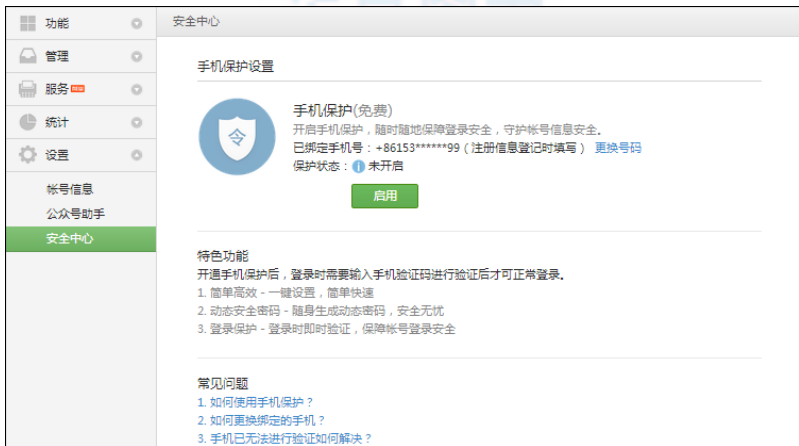 功能
管理
服务 new
统计
设置
帐号信息
公众号助手
安全中心
安全中心
手机保护设置
令
手机保护(免费)
开启手机保护，随时随地保障登录安全，守护帐号信息安全。
已绑定手机号：+86153******99（注册信息登记时填写） 更换号码
保护状态：未开启
启用
特色功能
开通手机保护后，登录时需要输入手机验证码进行验证后才可正常登录。
1. 简单高效 - 一键设置，简单快速
2. 动态安全密码 - 随身生成动态密码，安全无忧
3. 登录保护 - 登录时即时验证，保障帐号登录安全
常见问题
1. 如何使用手机保护？
2. 如何更换绑定的手机？
3. 手机已无法进行验证如何解决？